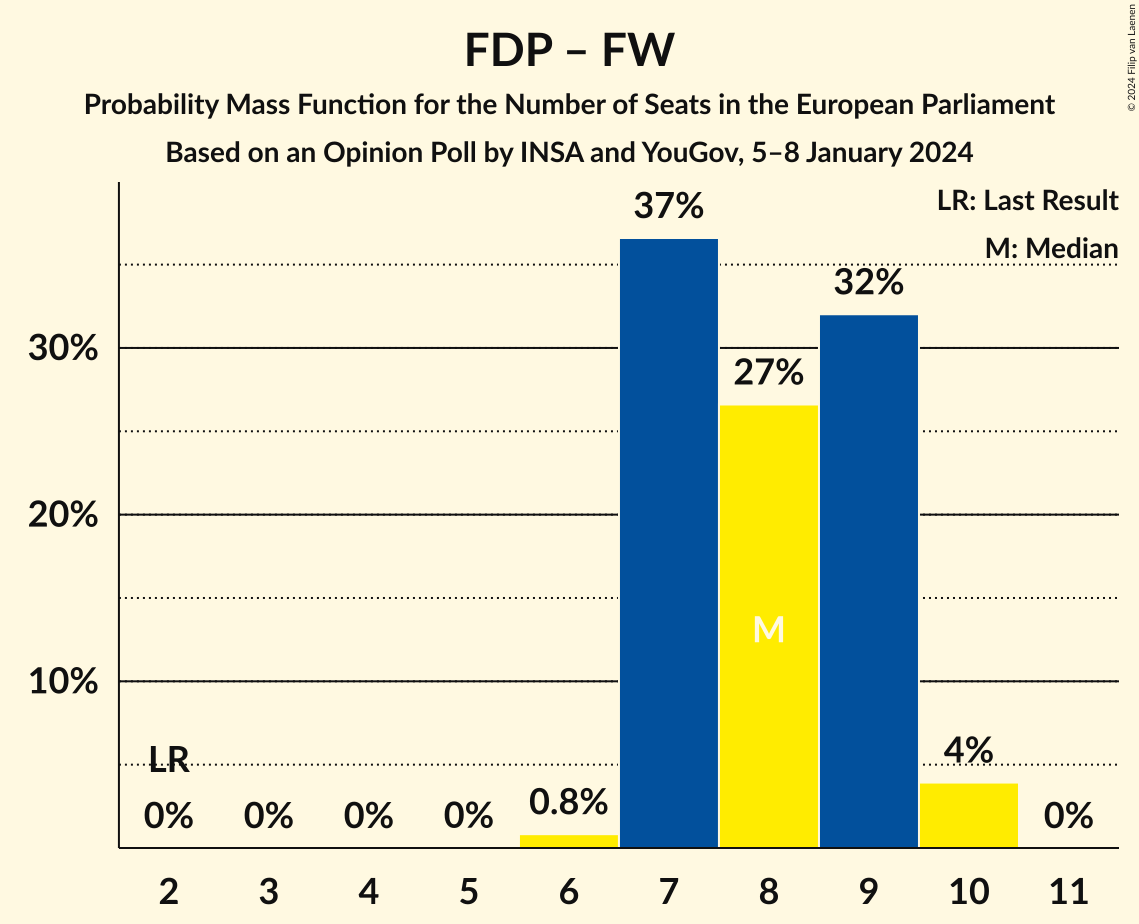 FDP – FW
Probability Mass Function for the Number of Seats in the European Parliament
Based on an Opinion Poll by INSA and YouGov, 5–8 January 2024
© 2024 Filip van Laenen
LR: Last Result
M: Median
37%
32%
27%
30%
20%
10%
M
LR
0%
0%
0%
0%
0.8%
4%
0%
2
3
4
5
6
7
8
9
10
11